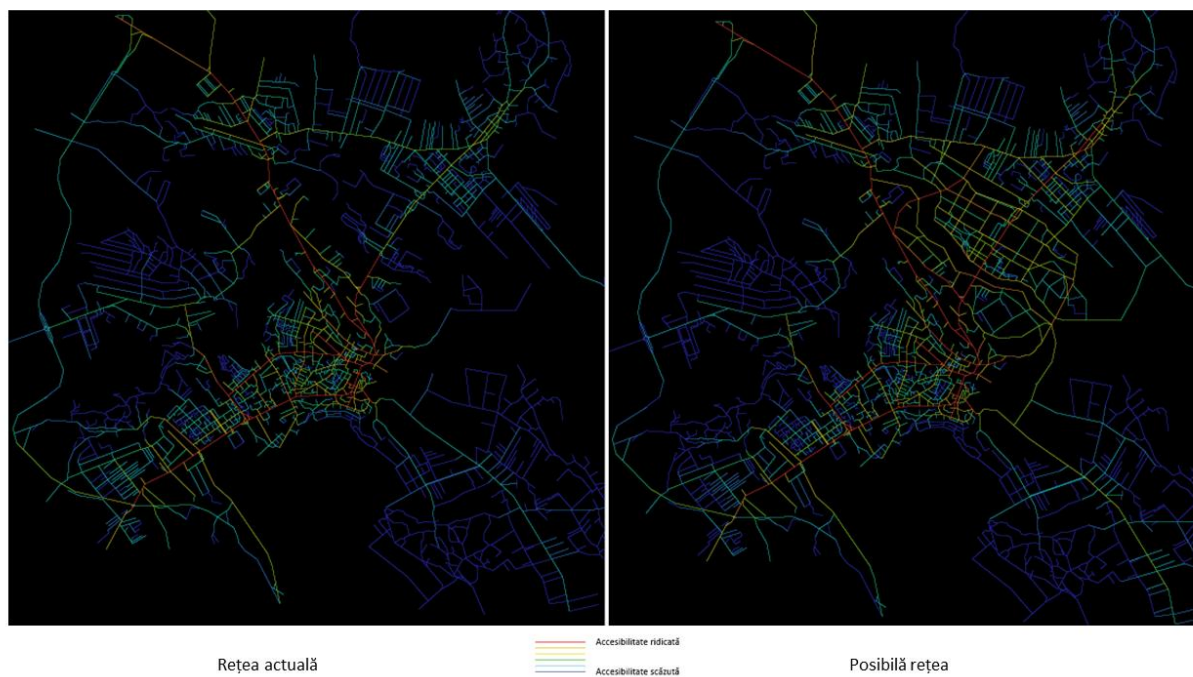 Rețea actuală
Accesibilitate ridicată
Accesibilitate scăzută
Posibilă rețea